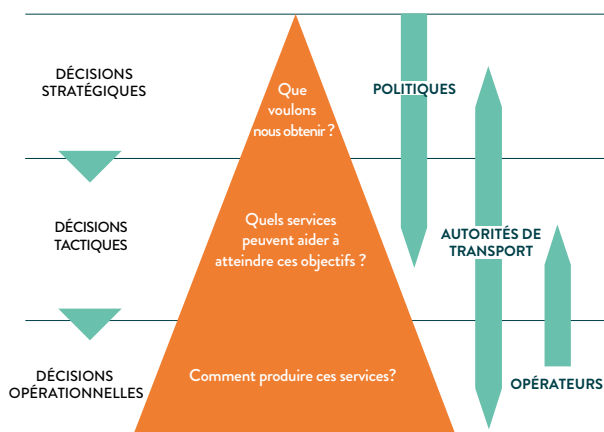 DÉCISIONS
STRATÉGIQUES
Que
voulons
nous obtenir ?
POLITIQUES
DÉCISIONS
TACTIQUES
Quels services
peuvent aider à
atteindre ces objectifs ?
AUTORITÉS DE
TRANSPORT
DÉCISIONS
OPÉRATIONNELLES
Comment produire ces services?
OPÉRATEURS